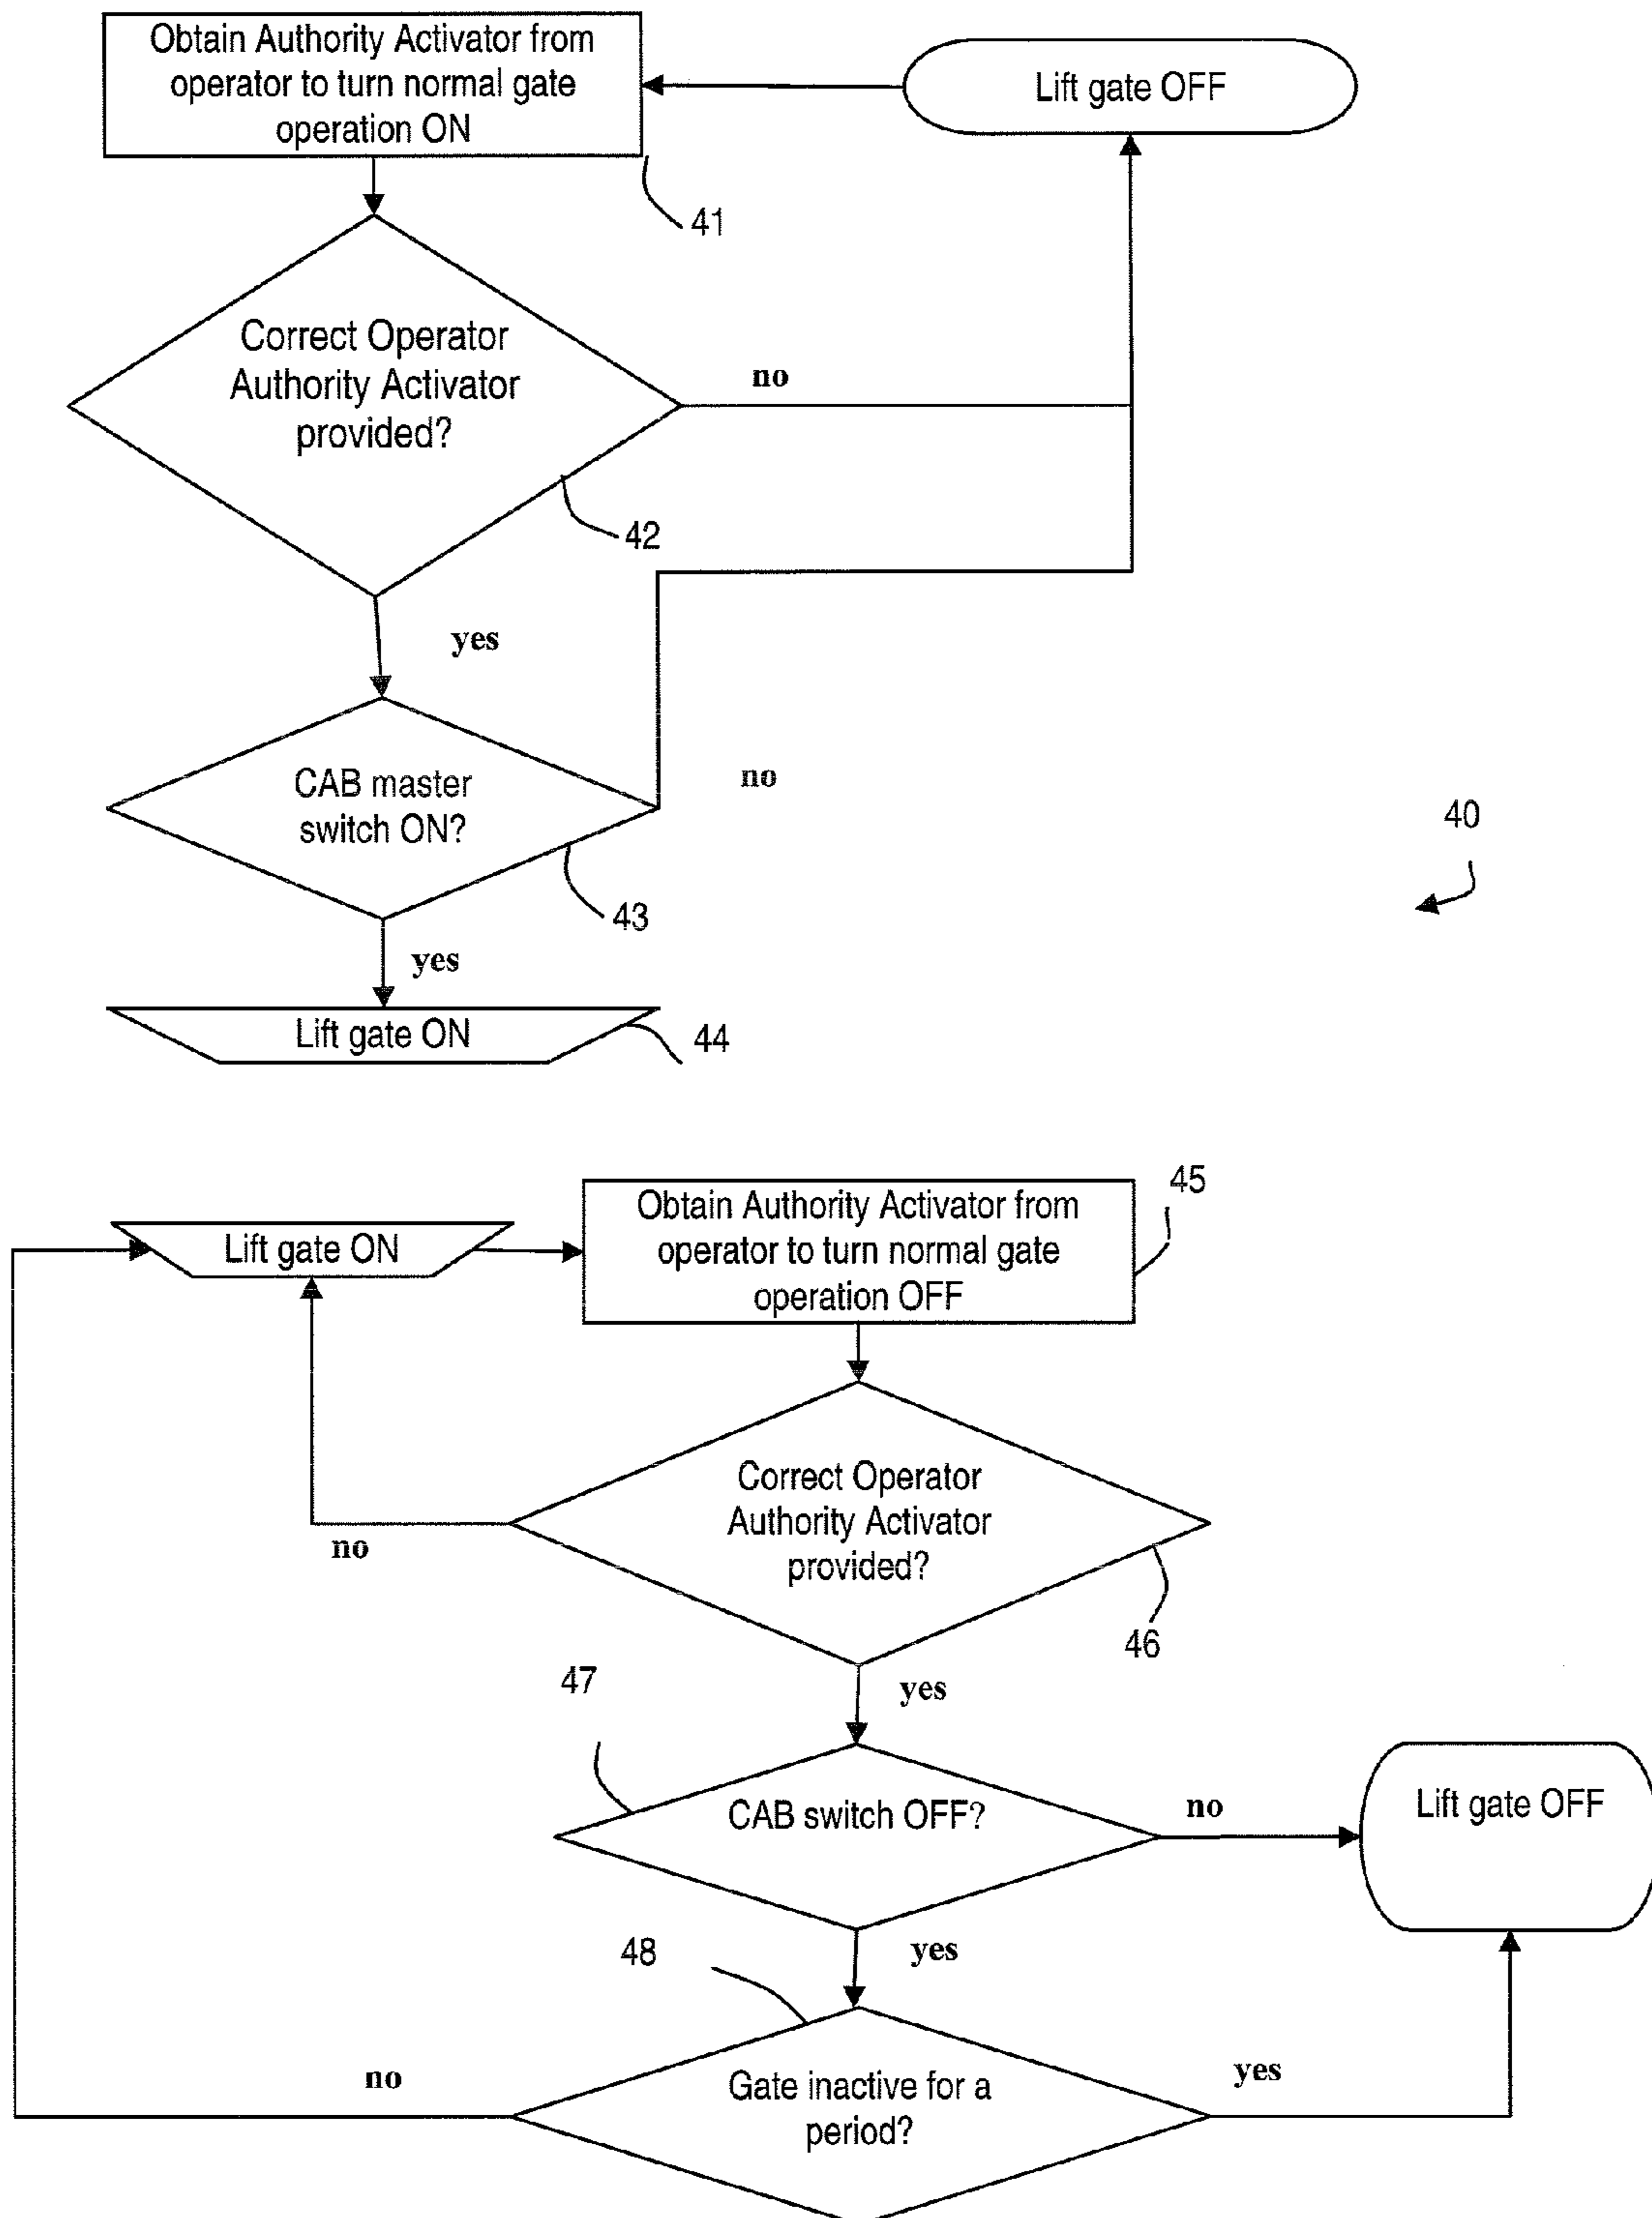 Obtain Authority Activator from
operator to turn normal gate
operation ON
Lift gate OFF
41
Correct Operator
Authority Activator
provided?
no
42
yes
CAB master
switch ON?
no
40
43
yes
Lift gate ON
44
45
Obtain Authority Activator from
operator to turn normal gate
operation OFF
Lift gate ON
Correct Operator
Authority Activator
provided?
no
46
47
yes
CAB switch OFF?
no
Lift gate OFF
48
yes
no
Gate inactive for a
period?
yes